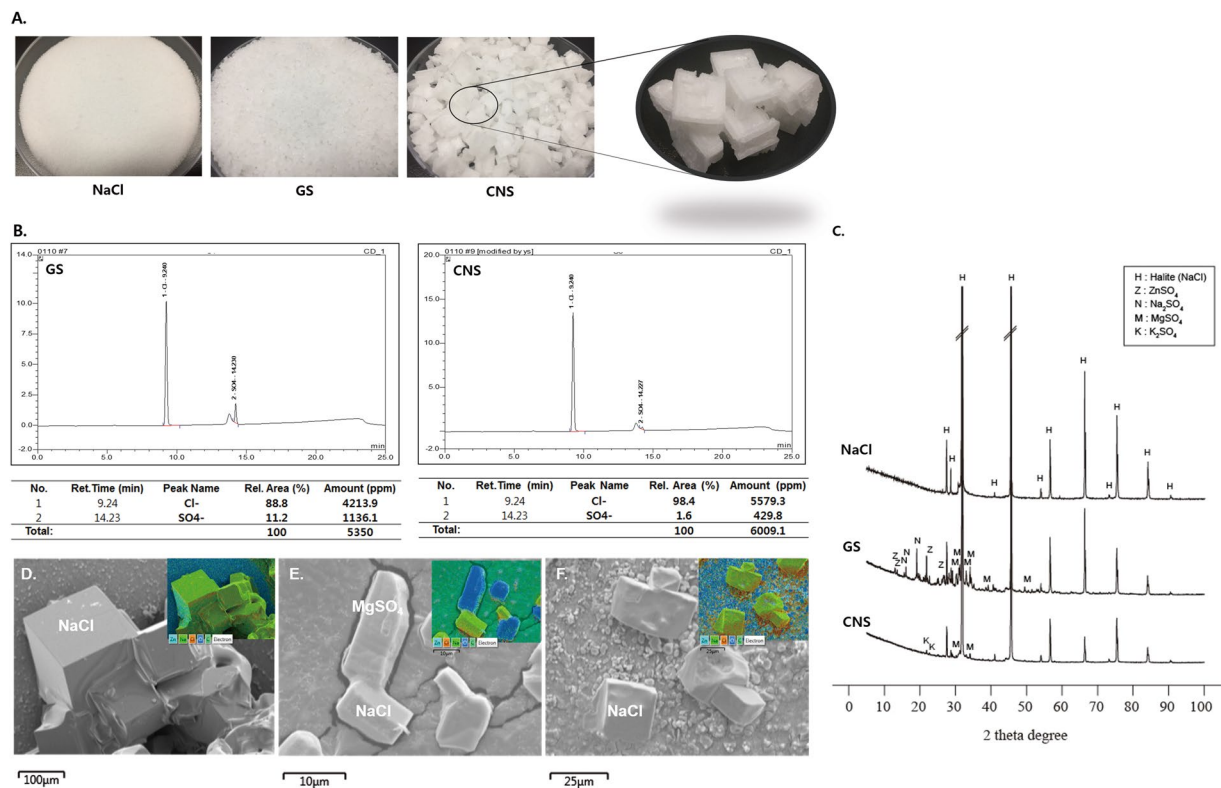 A.
NaCl
GS
CNS
B.
0110 #7
CD_1
GS
14.0
10.0
5.0
0.0
-2.0
1 - Cl- - 9.240
2 - SO4- - 14.230
min
0.0 5.0 10.0 15.0 20.0 25.0
No. Ret.Time (min) Peak Name Rel. Area (%) Amount (ppm)
1 9.24 Cl- 88.8 4213.9
2 14.23 SO4- 11.2 1136.1
Total: 100 5350
0110 #9 [modified by ys]
CD_1
CNS
20.0
10.0
5.0
0.0
-2.0
1 - Cl- - 9.240
2 - SO4- - 14.227
min
0.0 5.0 10.0 15.0 20.0 25.0
No. Ret.Time (min) Peak Name Rel. Area (%) Amount (ppm)
1 9.24 Cl- 98.4 5579.3
2 14.23 SO4- 1.6 429.8
Total: 100 6009.1
C.
H : Halite (NaCl)
Z : ZnSO₄
N : Na₂SO₄
M : MgSO₄
K : K₂SO₄
H H
NaCl
H H H H H H H H H
GS
Z Z N N N Z Z M M M M M M
CNS
K K M M
0 10 20 30 40 50 60 70 80 90 100
2 theta degree
D.
NaCl
Electron
100μm
E.
MgSO₄
NaCl
Electron
10μm
10μm
F.
NaCl
Electron
25μm
25μm